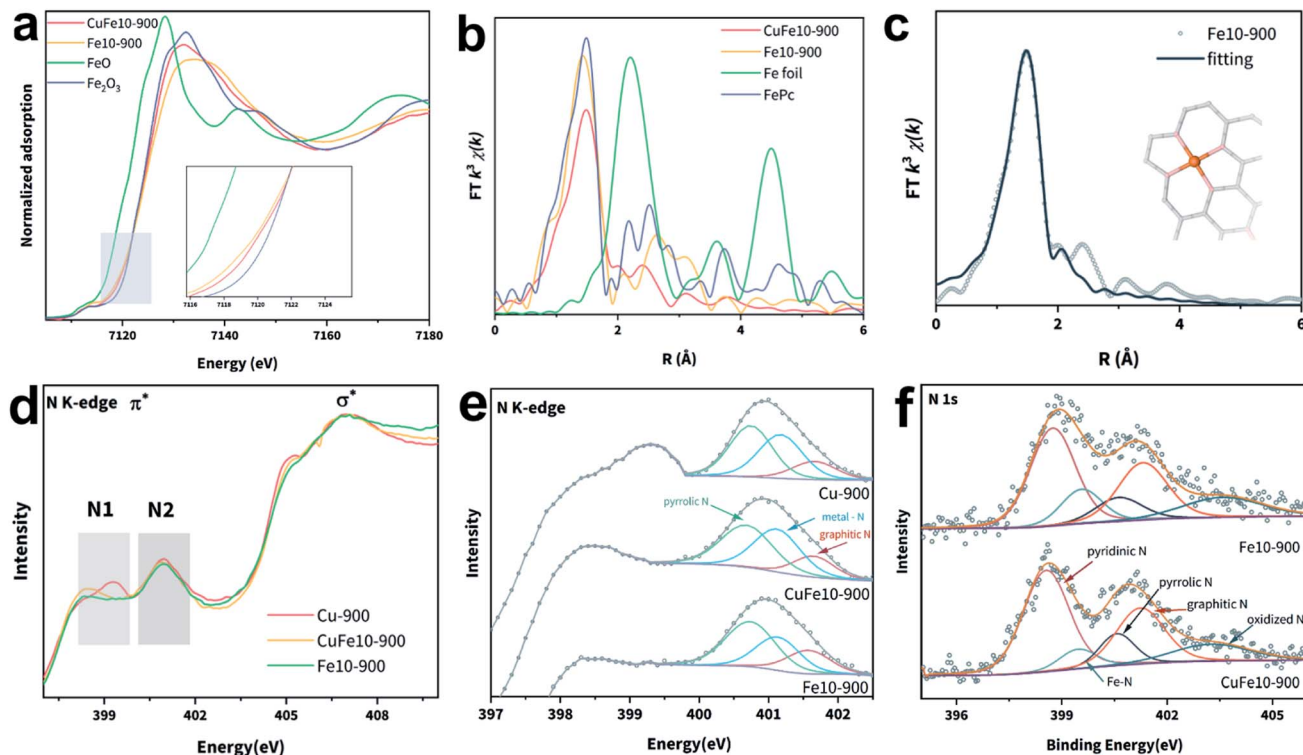 a
CuFe10-900
Fe10-900
FeO
Fe₂O₃
Normalized adsorption
7116 7118 7120 7122 7124
7120 7140 7160 7180
Energy (eV)
b
CuFe10-900
Fe10-900
Fe foil
FePc
FT k³ χ(k)
0 2 4 6
R (Å)
c
Fe10-900
fitting
FT k³ χ(k)
0 2 4 6
R (Å)
d
N K-edge π*
σ*
N1 N2
Intensity
Cu-900
CuFe10-900
Fe10-900
399 402 405 408
Energy(eV)
e
N K-edge
Intensity
Cu-900
pyrrolic N
metal - N
graphitic N
CuFe10-900
Fe10-900
397 398 399 400 401 402
Energy(eV)
f
N 1s
Intensity
Fe10-900
pyridinic N
pyrrolic N
graphitic N
oxidized N
Fe-N
CuFe10-900
396 399 402 405
Binding Energy(eV)